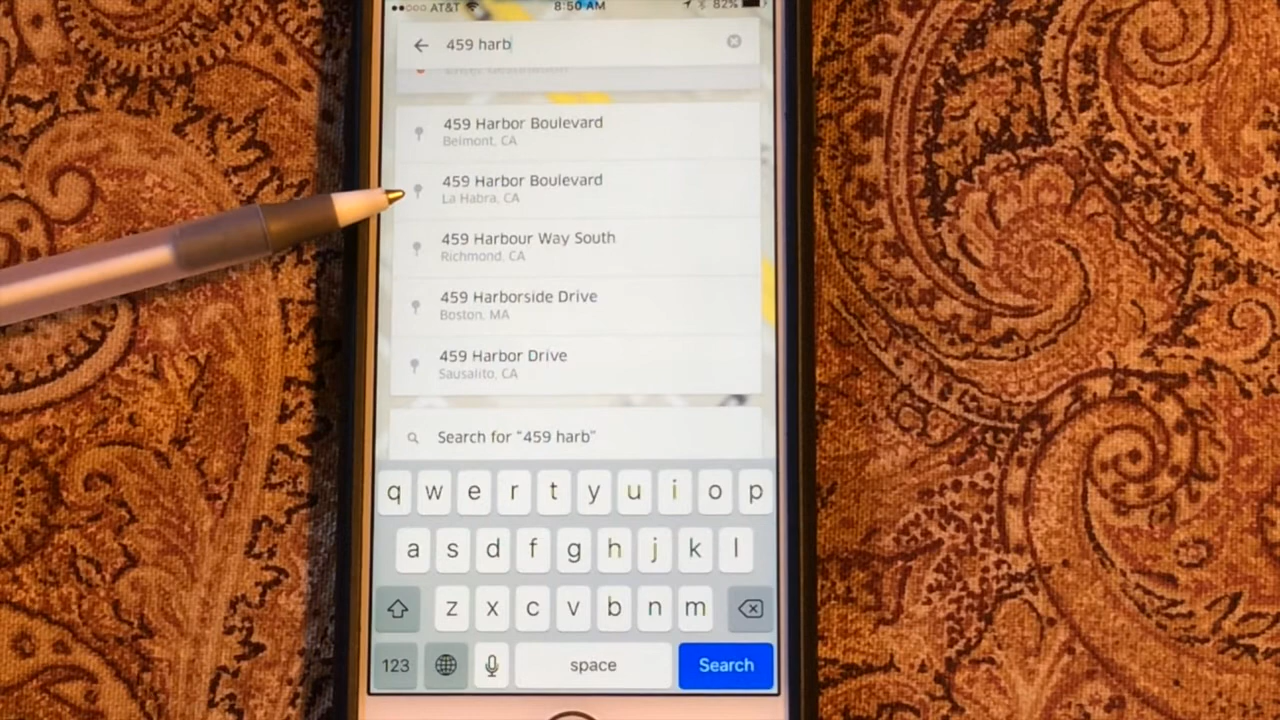 AT&T 8:50 AM 82%
459 harb
Enter Destination
459 Harbor Boulevard
Belmont, CA
459 Harbor Boulevard
La Habra, CA
459 Harbour Way South
Richmond, CA
459 Harborside Drive
Boston, MA
459 Harbor Drive
Sausalito, CA
Search for "459 harb"
q w e r t y u i o p
a s d f g h j k l
z x c v b n m
123 space Search